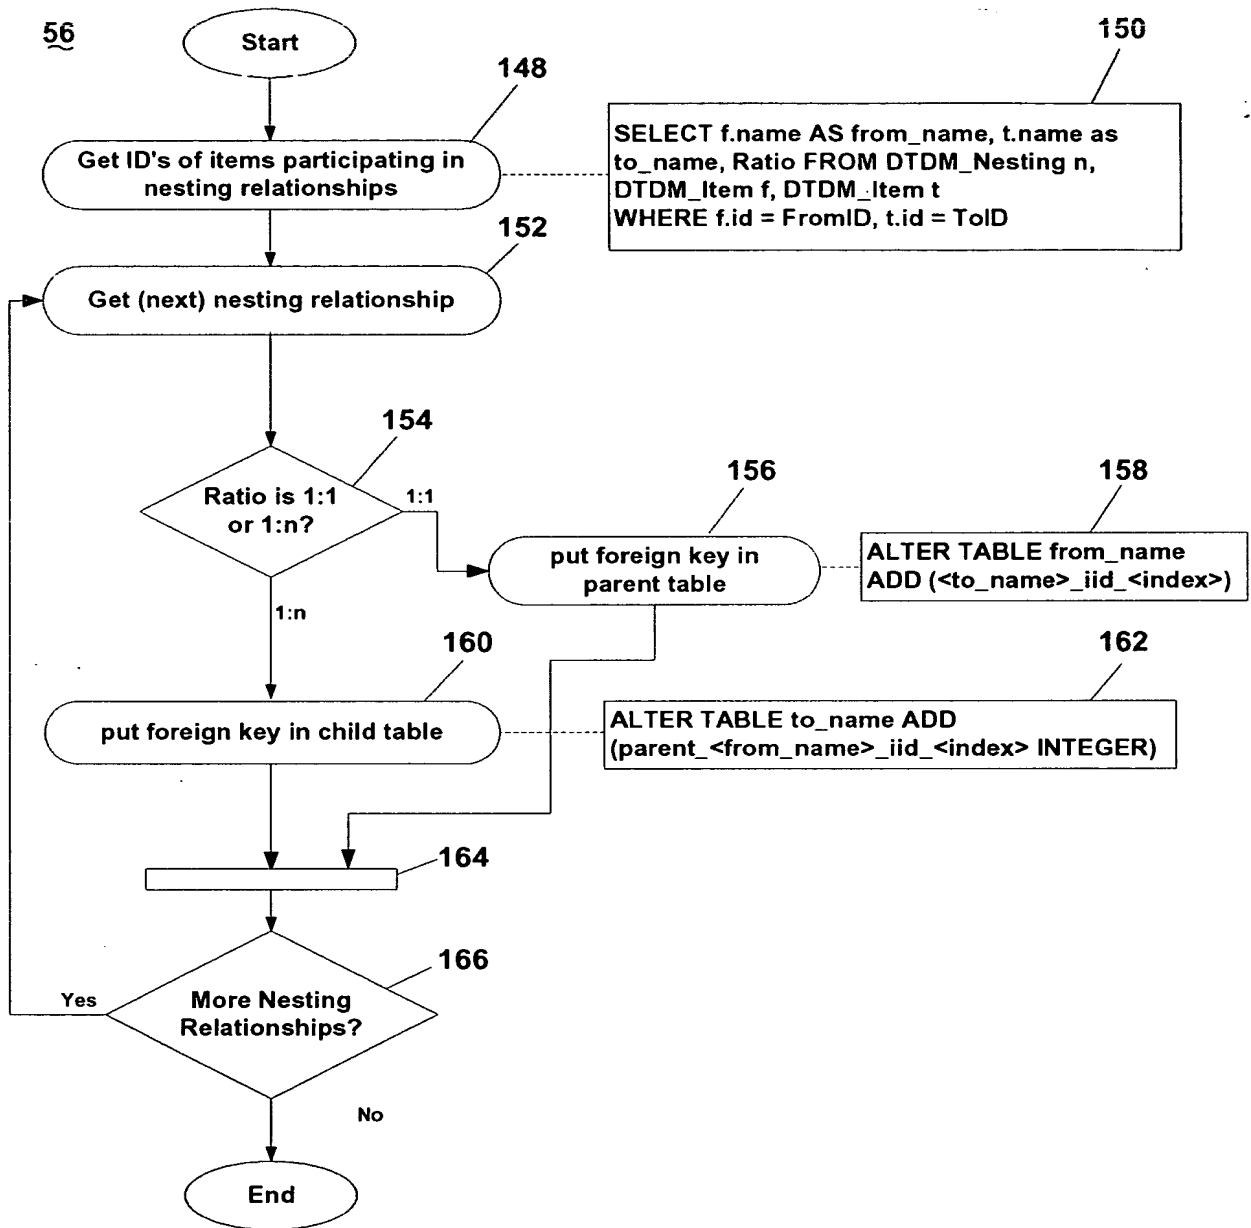 56
Start
148
150
Get ID's of items participating in
nesting relationships
SELECT f.name AS from_name, t.name as
to_name, Ratio FROM DTDM_Nesting n,
DTDM_Item f, DTDM_Item t
WHERE f.id = FromID, t.id = ToID
152
Get (next) nesting relationship
154
Ratio is 1:1
or 1:n?
1:1
1:n
156
put foreign key in
parent table
158
ALTER TABLE from_name
ADD (<to_name>_iid_<index>)
160
put foreign key in child table
162
ALTER TABLE to_name ADD
(parent_<from_name>_iid_<index> INTEGER)
164
166
More Nesting
Relationships?
Yes
No
End